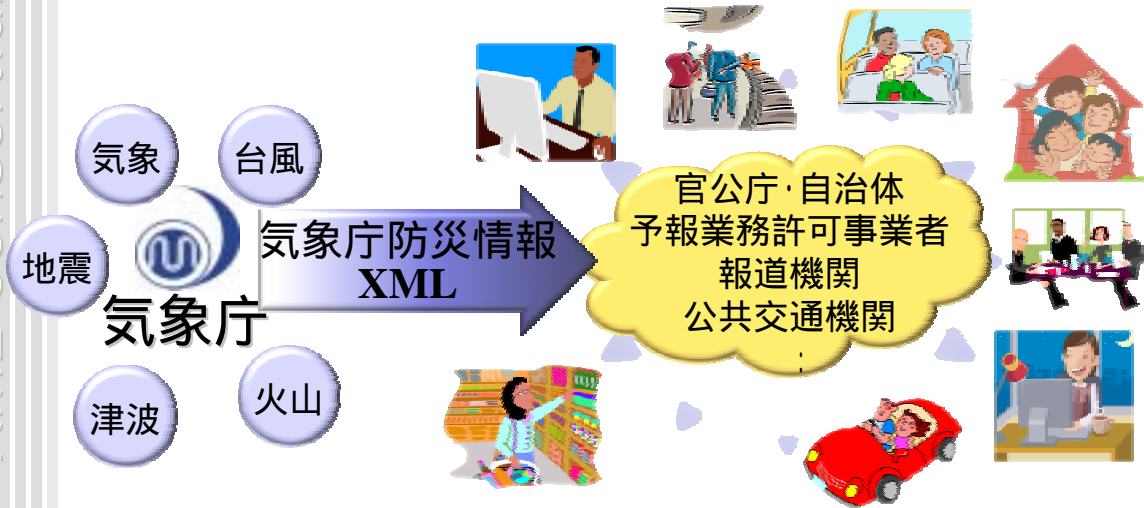 気象
台風
地震
気象庁
津波
火山
気象庁防災情報
XML
官公庁・自治体
予報業務許可事業者
報道機関
公共交通機関
: